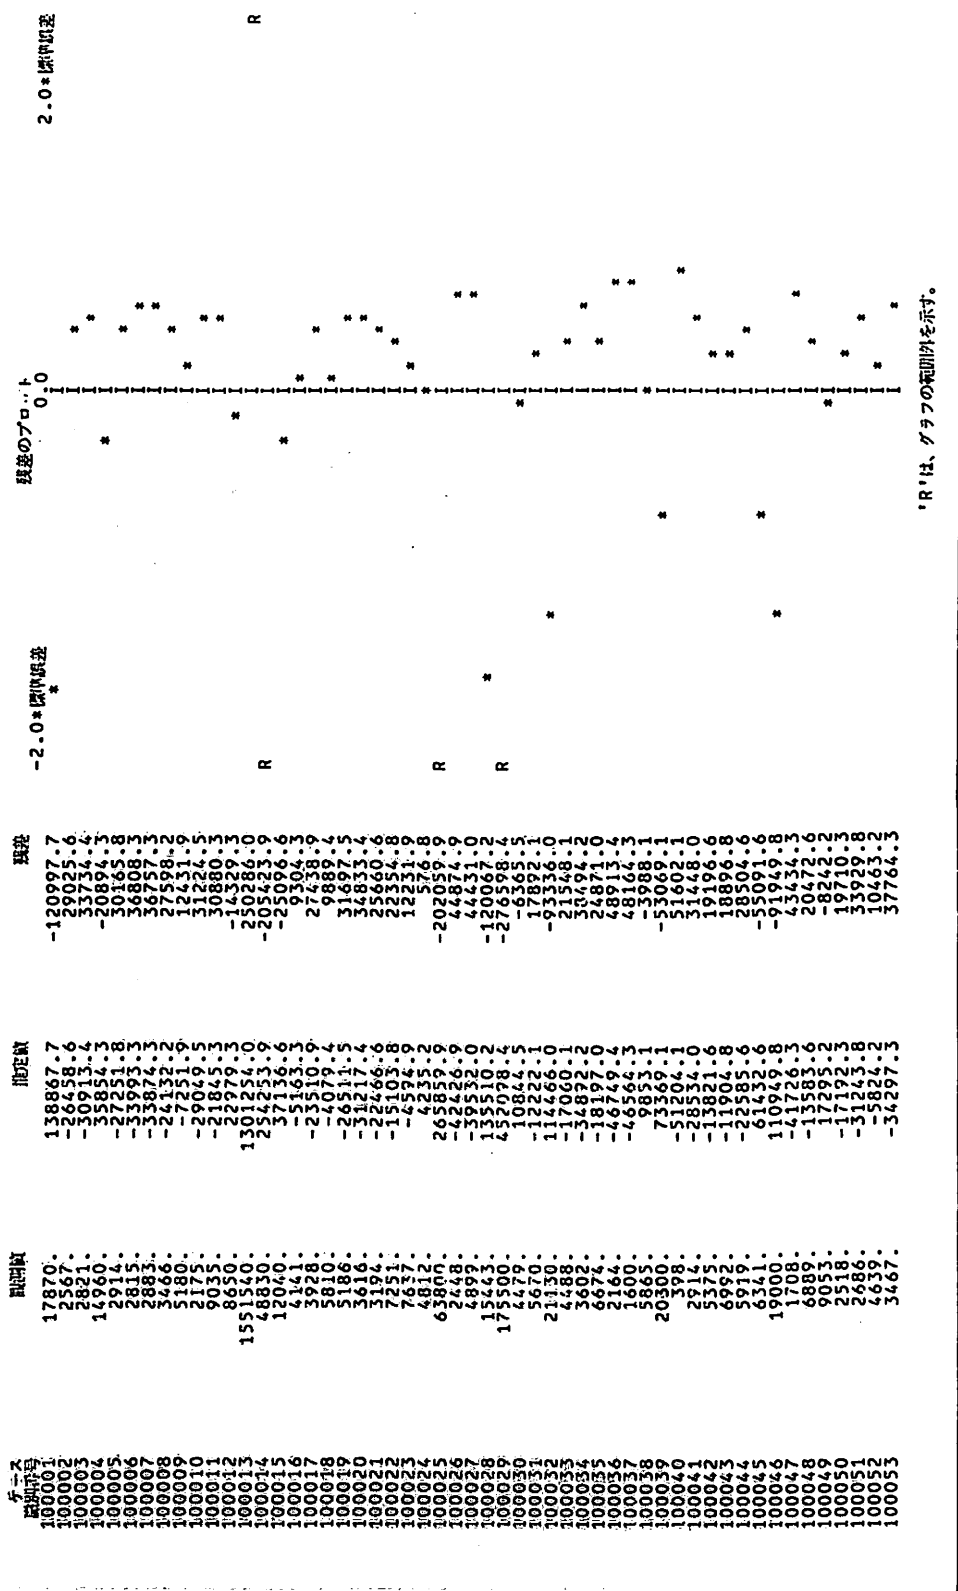 ケース識別番号 観測値 推定値 残差 残差のプロット
-2.0*標準誤差 0.0 2.0*標準誤差
100001 17870. 138867.7 -120997.7 * I
100002 2567. -26458.6 29025.6 I *
100003 2821. -30913.4 33734.4 I *
100004 14960. 35854.3 -20894.3 * I
100005 2914. -27251.8 30165.8 I *
100006 2815. -33993.3 36808.3 I *
100007 2883. -33874.3 36757.3 I *
100008 3466. -24132.2 27598.2 I *
100009 5180. -7251.9 12431.9 I *
100010 2175. -29049.5 31224.5 I *
100011 9035. -21845.3 30880.3 I *
100012 8650. 22979.3 -14329.3 * I
100013 1551540. 1301254.0 250286.0 I R
100014 48830. 254253.9 -205423.9 R I
100015 12040. 37136.6 -25096.6 * I
100016 4141. -5163.3 9304.3 I *
100017 3928. -23510.9 27438.9 I *
100018 5810. -4079.4 9889.4 I *
100019 5186. -26511.5 31697.5 I *
100020 3616. -31217.4 34833.4 I *
100021 3194. -22466.6 25660.6 I *
100022 7251. -15103.8 22354.8 I *
100023 7637. -4594.9 12231.9 I *
100024 4812. 4235.2 576.8 *
100025 63800. 265859.9 -202059.9 R I
100026 2448. -42426.9 44874.9 I *
100027 4899. -39532.0 44431.0 I *
100028 15443. 135510.2 -120067.2 * I
100029 175500. 452098.4 -276598.4 R I
100030 4479. 10844.5 -6365.5 * I
100031 5670. -12222.1 17892.1 I *
100032 21130. 114466.0 -93336.0 * I
100033 4488. -17060.1 21548.1 I *
100034 3602. -34892.2 38494.2 I *
100035 6674. -18197.0 24871.0 I *
100036 2164. -46749.4 48913.4 I *
100037 1600. -46564.3 48164.3 I *
100038 5865. 9853.1 -3988.1 *
100039 20300. 73369.1 -53069.1 * I
100040 398. -51204.1 51602.1 I *
100041 2914. -28534.0 31448.0 I *
100042 5375. -13821.6 19196.6 I *
100043 6992. -11904.8 18896.8 I *
100044 5919. -22585.6 28504.6 I *
100045 6341. 61432.6 -55091.6 * I
100046 19000. 110949.8 -91949.8 * I
100047 1708. -41726.3 43434.3 I *
100048 6889. -13583.6 20472.6 I *
100049 9053. 17295.2 -8242.2 * I
100050 2518. -17192.3 19710.3 I *
100051 2686. -31243.8 33929.8 I *
100052 4639. -5824.2 10463.2 I *
100053 3467. -34297.3 37764.3 I *
'R'は、グラフの範囲外を示す。